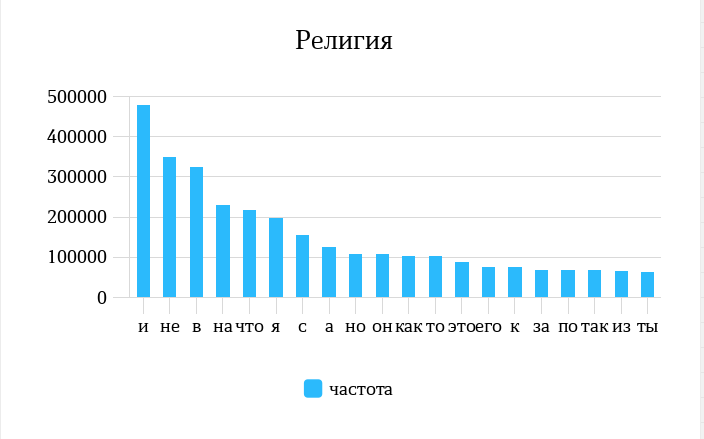 Религия
500000
400000
300000
200000
100000
0
и не в на что я с а но он как то это его к за по так из ты
частота